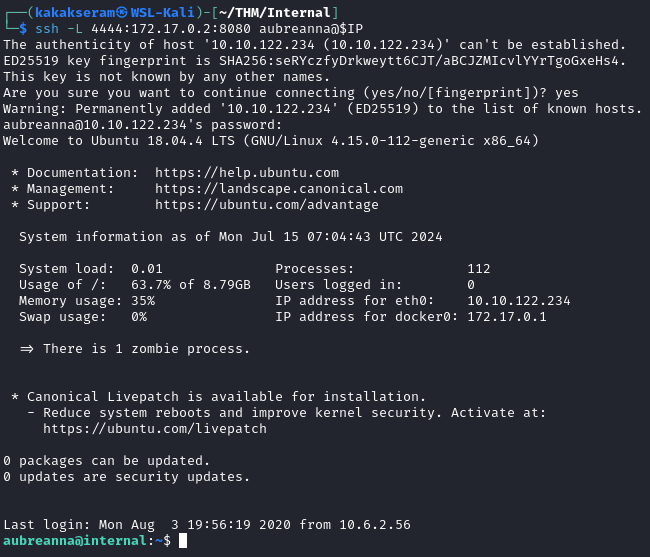 ┌──(kakakseram㉿WSL-Kali)-[~/THM/Internal]
└─$ ssh -L 4444:172.17.0.2:8080 aubreanna@$IP
The authenticity of host '10.10.122.234 (10.10.122.234)' can't be established.
ED25519 key fingerprint is SHA256:seRYczfyDrkweytt6CJT/aBCJZMIcvlYYrTgoGxeHs4.
This key is not known by any other names.
Are you sure you want to continue connecting (yes/no/[fingerprint])? yes
Warning: Permanently added '10.10.122.234' (ED25519) to the list of known hosts.
aubreanna@10.10.122.234's password:
Welcome to Ubuntu 18.04.4 LTS (GNU/Linux 4.15.0-112-generic x86_64)

 * Documentation:  https://help.ubuntu.com
 * Management:     https://landscape.canonical.com
 * Support:        https://ubuntu.com/advantage

  System information as of Mon Jul 15 07:04:43 UTC 2024

  System load:  0.01              Processes:              112
  Usage of /:   63.7% of 8.79GB   Users logged in:        0
  Memory usage: 35%               IP address for eth0:    10.10.122.234
  Swap usage:   0%                IP address for docker0: 172.17.0.1

  => There is 1 zombie process.

 * Canonical Livepatch is available for installation.
   - Reduce system reboots and improve kernel security. Activate at:
     https://ubuntu.com/livepatch

0 packages can be updated.
0 updates are security updates.

Last login: Mon Aug  3 19:56:19 2020 from 10.6.2.56
aubreanna@internal:~$